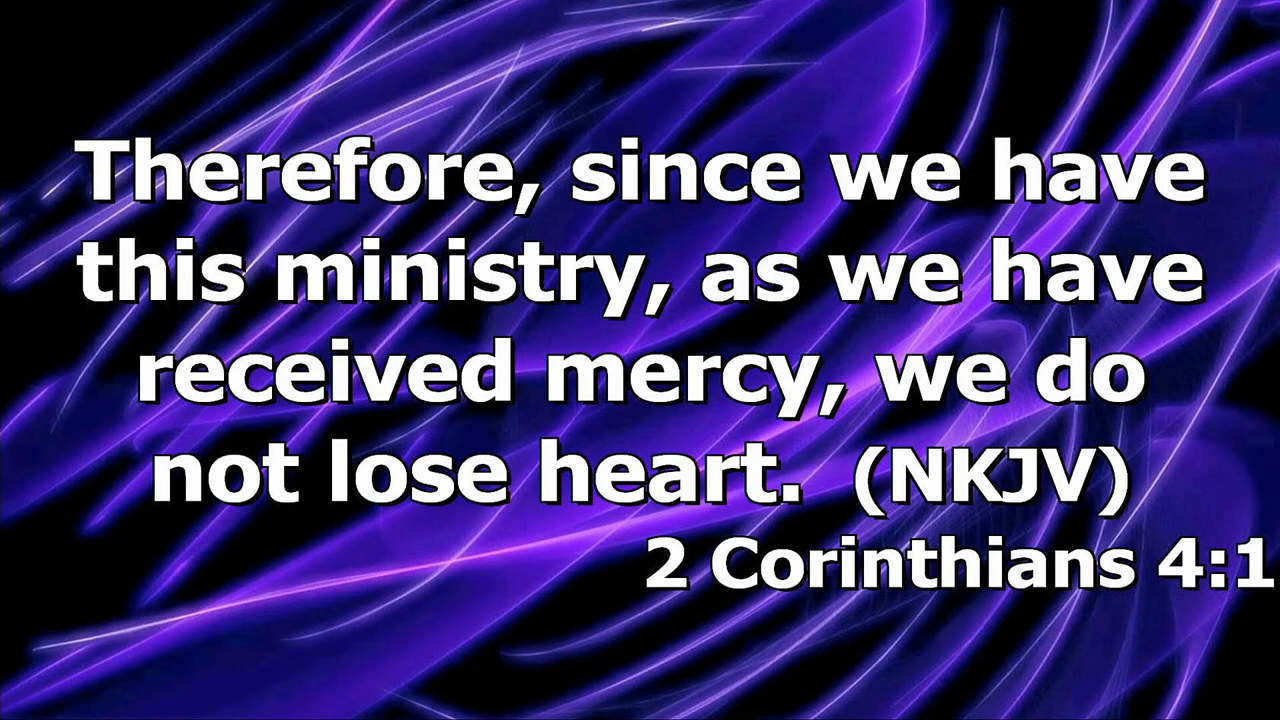 Therefore, since we have
this ministry, as we have
received mercy, we do
not lose heart. (NKJV)
2 Corinthians 4:1